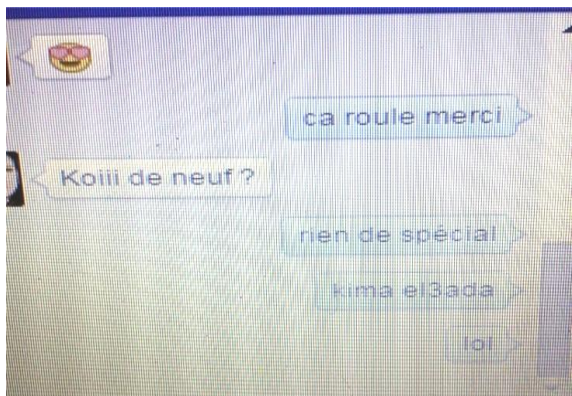 ca roule merci
Koiii de neuf ?
rien de spécial
kima el3ada
lol